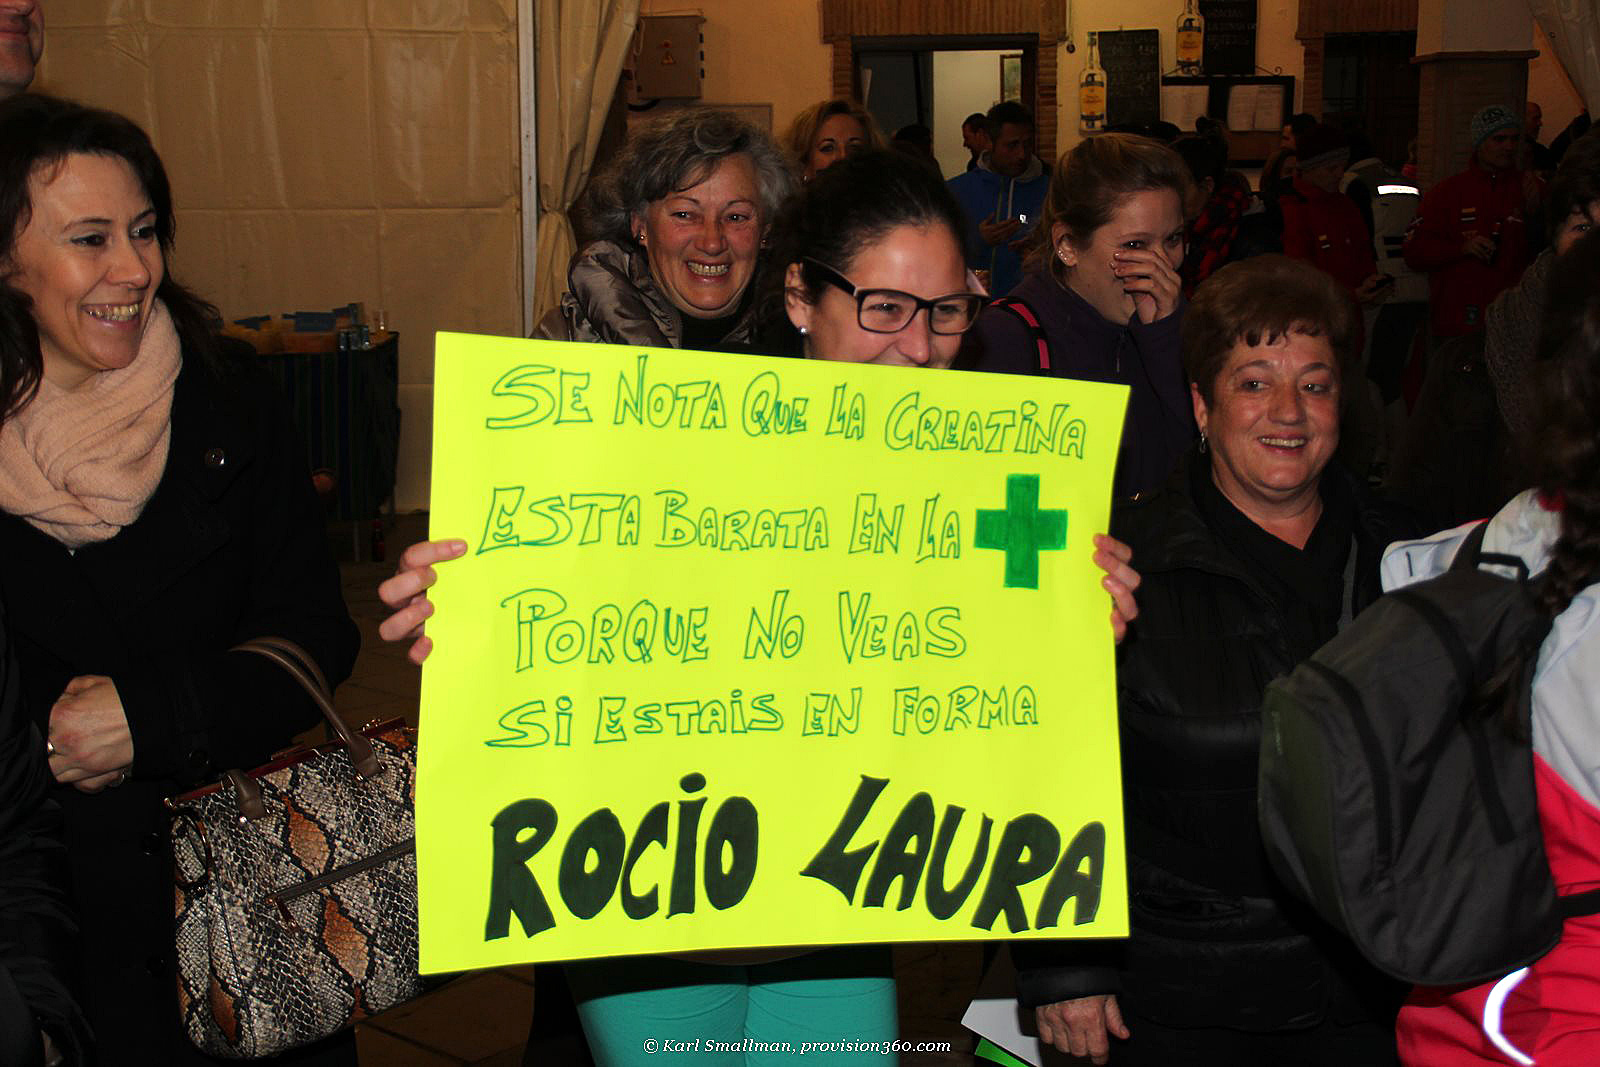 SE NOTA QUE LA CREATiNA
ESTA BARATA EN LA
PORQUE NO VEAS
Si ESTAiS EN FORMA
ROCiO LAURA
© Karl Smallman, provision360.com